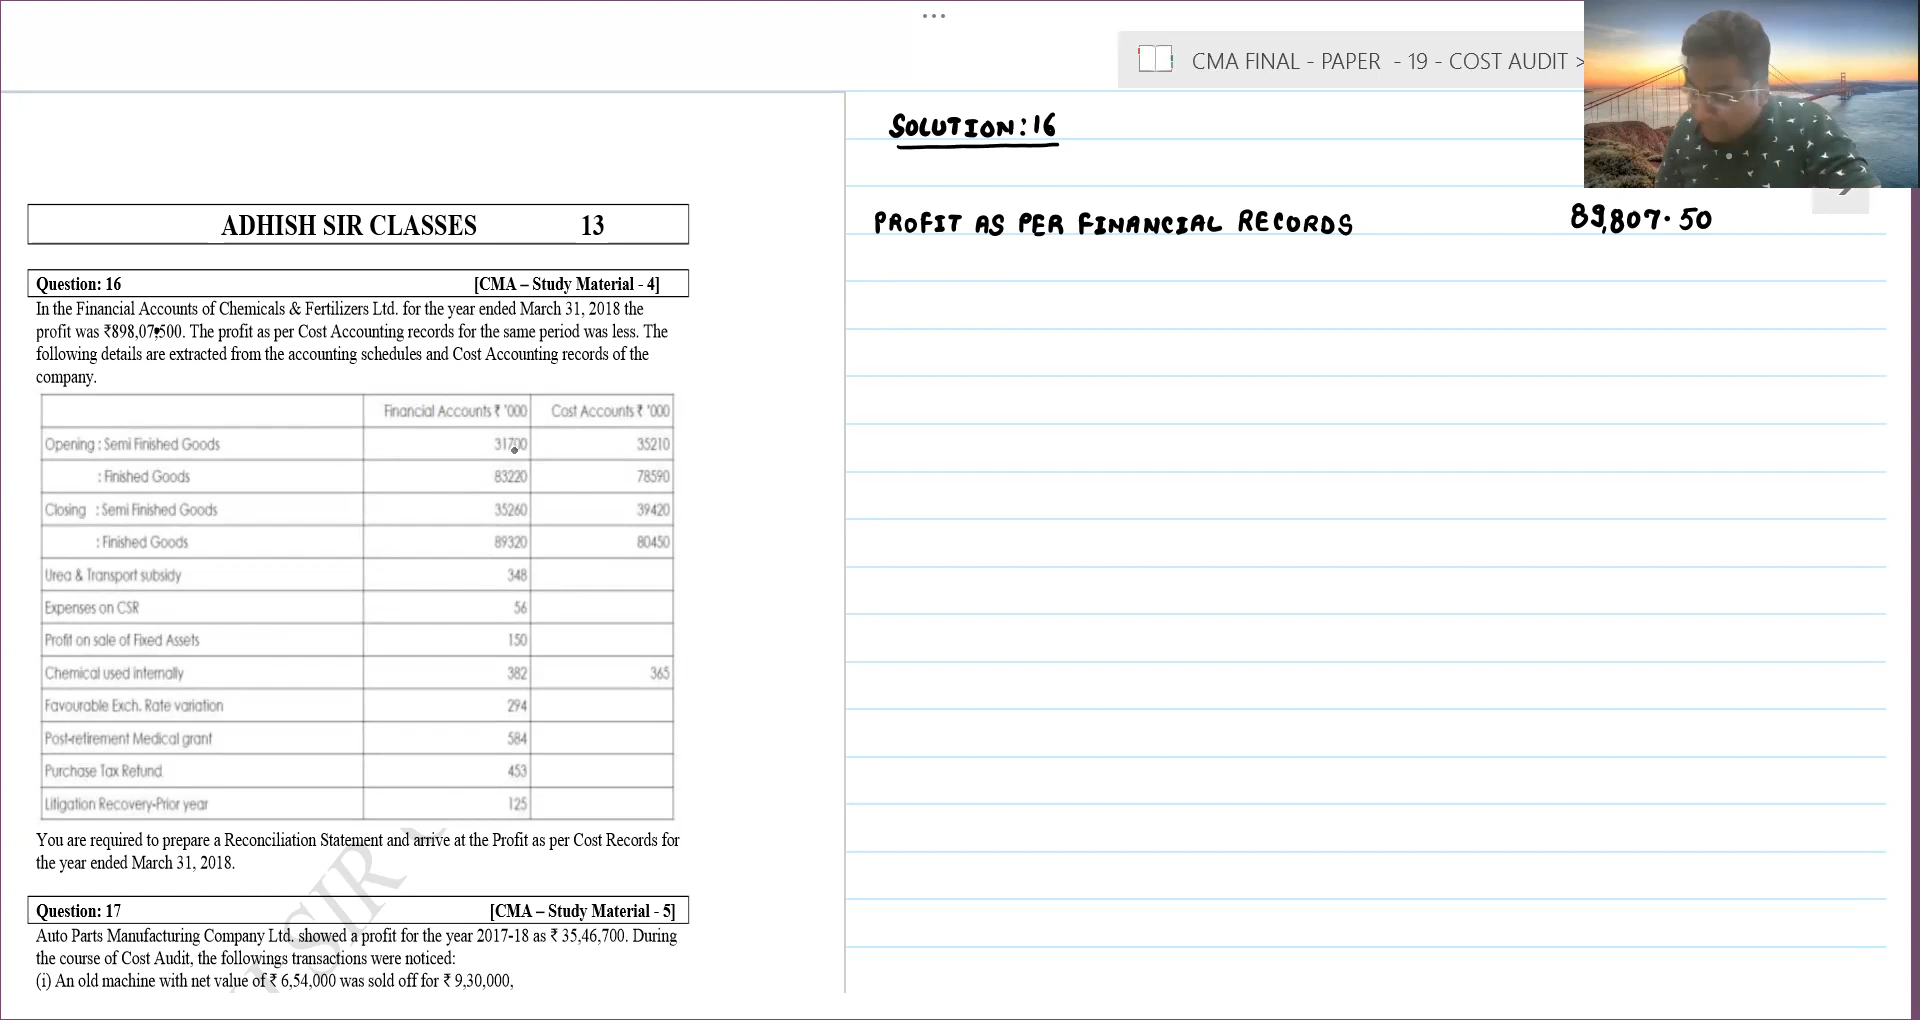 CMA FINAL - PAPER - 19 - COST AUDIT >
SOLUTION: 16
PROFIT AS PER FINANCIAL RECORDS 89,807.50
ADHISH SIR CLASSES 13
Question: 16 [CMA – Study Material - 4]
In the Financial Accounts of Chemicals & Fertilizers Ltd. for the year ended March 31, 2018 the
profit was ₹898,07,500. The profit as per Cost Accounting records for the same period was less. The
following details are extracted from the accounting schedules and Cost Accounting records of the
company.
Financial Accounts ₹ '000 Cost Accounts ₹ '000
Opening : Semi Finished Goods 31700 35210
: Finished Goods 83220 78590
Closing : Semi Finished Goods 35260 39420
: Finished Goods 89320 80450
Urea & Transport subsidy 348
Expenses on CSR 56
Profit on sale of Fixed Assets 150
Chemical used internally 382 365
Favourable Exch. Rate variation 294
Post-retirement Medical grant 584
Purchase Tax Refund 453
Litigation Recovery-Prior year 125
You are required to prepare a Reconciliation Statement and arrive at the Profit as per Cost Records for
the year ended March 31, 2018.
Question: 17 [CMA – Study Material - 5]
Auto Parts Manufacturing Company Ltd. showed a profit for the year 2017-18 as ₹ 35,46,700. During
the course of Cost Audit, the followings transactions were noticed:
(i) An old machine with net value of ₹ 6,54,000 was sold off for ₹ 9,30,000,
SIR